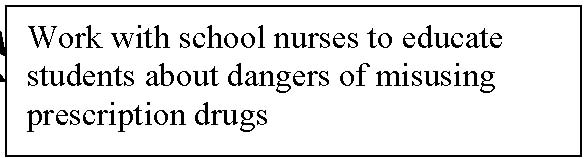 Work with school nurses to educate
students about dangers of misusing
prescription drugs